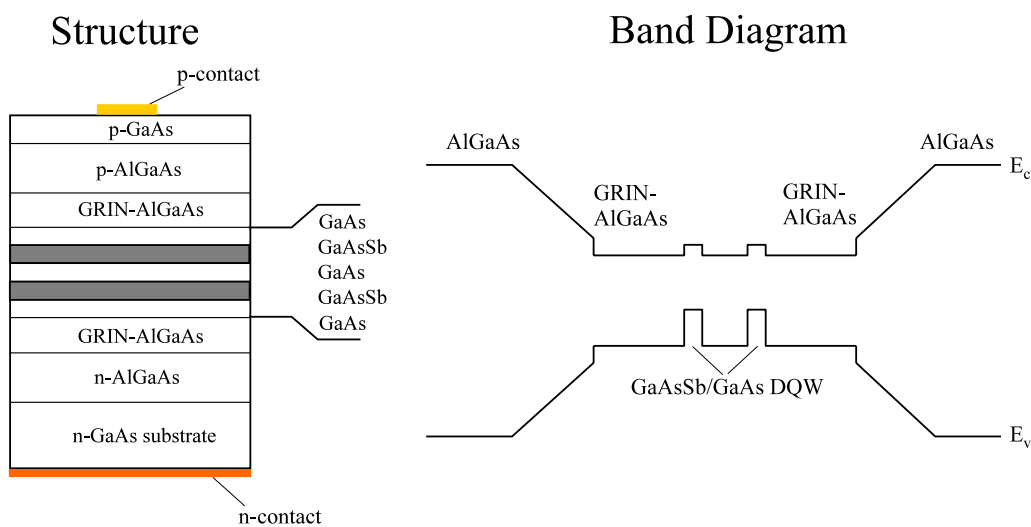 Structure
p-contact
p-GaAs
p-AlGaAs
GRIN-AlGaAs
GaAs
GaAsSb
GaAs
GaAsSb
GaAs
GRIN-AlGaAs
n-AlGaAs
n-GaAs substrate
n-contact
Band Diagram
AlGaAs
AlGaAs
Ec
GRIN-
AlGaAs
GRIN-
AlGaAs
GaAsSb/GaAs DQW
Ev